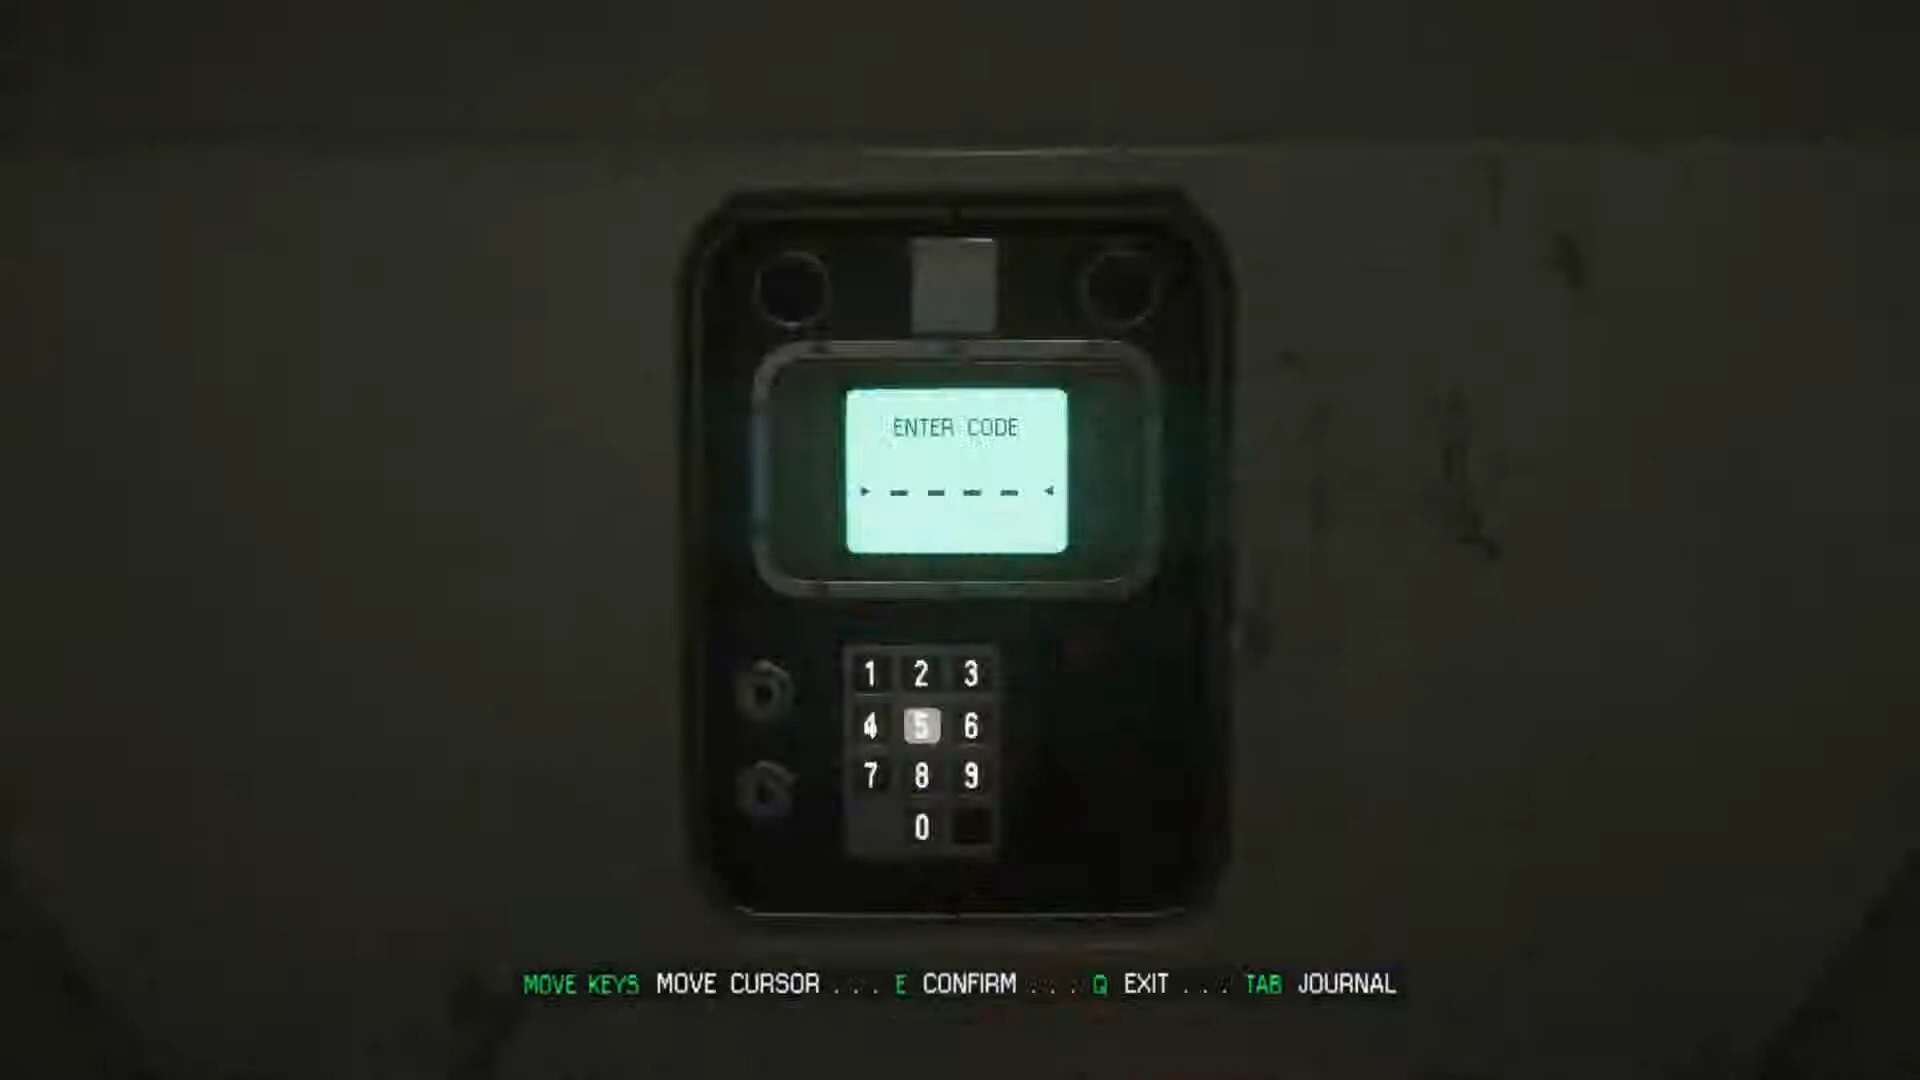 ENTER CODE
1 2 3
4 5 6
7 8 9
0
MOVE KEYS MOVE CURSOR . . . E CONFIRM . . . Q EXIT . . . TAB JOURNAL